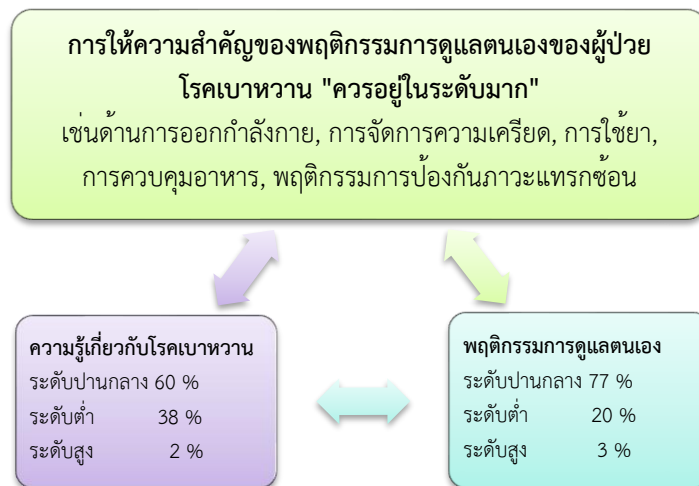 การให้ความสำคัญของพฤติกรรมการดูแลตนเองของผู้ป่วย
โรคเบาหวาน "ควรอยู่ในระดับมาก"
เช่นด้านการออกกำลังกาย, การจัดการความเครียด, การใช้ยา,
การควบคุมอาหาร, พฤติกรรมการป้องกันภาวะแทรกซ้อน
ความรู้เกี่ยวกับโรคเบาหวาน
ระดับปานกลาง 60 %
ระดับต่ำ 38 %
ระดับสูง 2 %
พฤติกรรมการดูแลตนเอง
ระดับปานกลาง 77 %
ระดับต่ำ 20 %
ระดับสูง 3 %